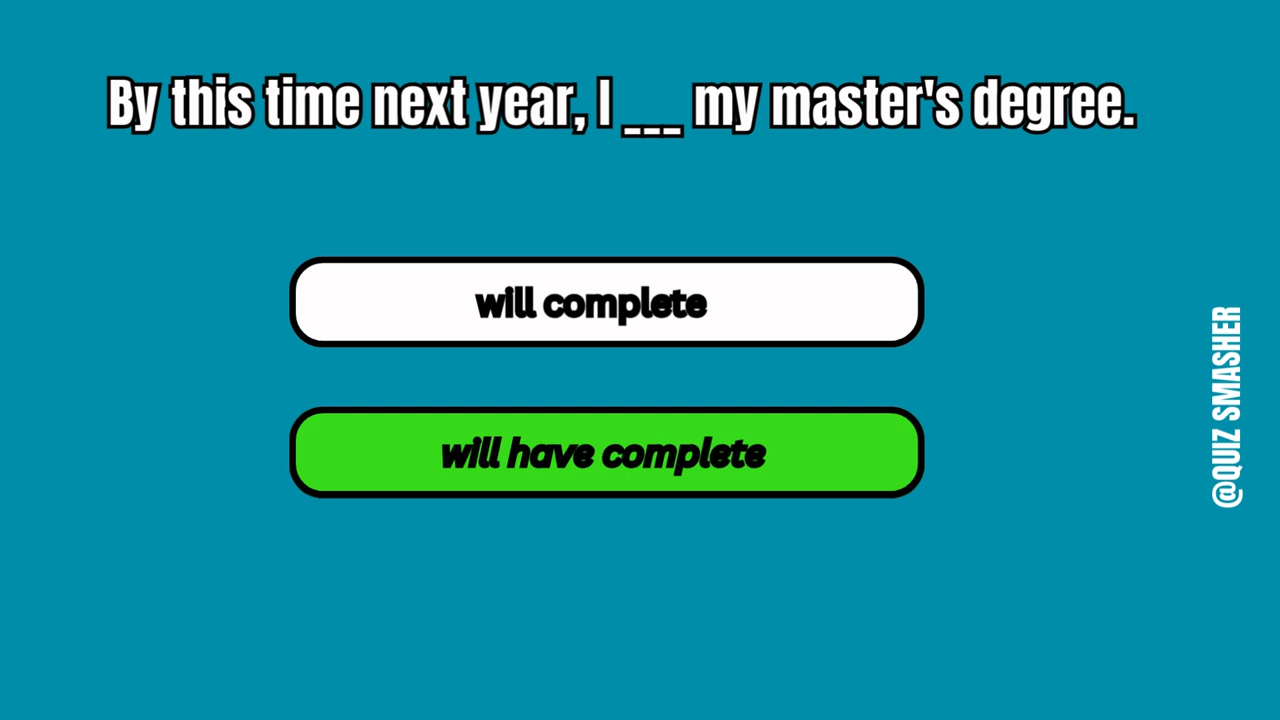 By this time next year, I ___ my master's degree.
will complete
will have complete
@QUIZ SMASHER